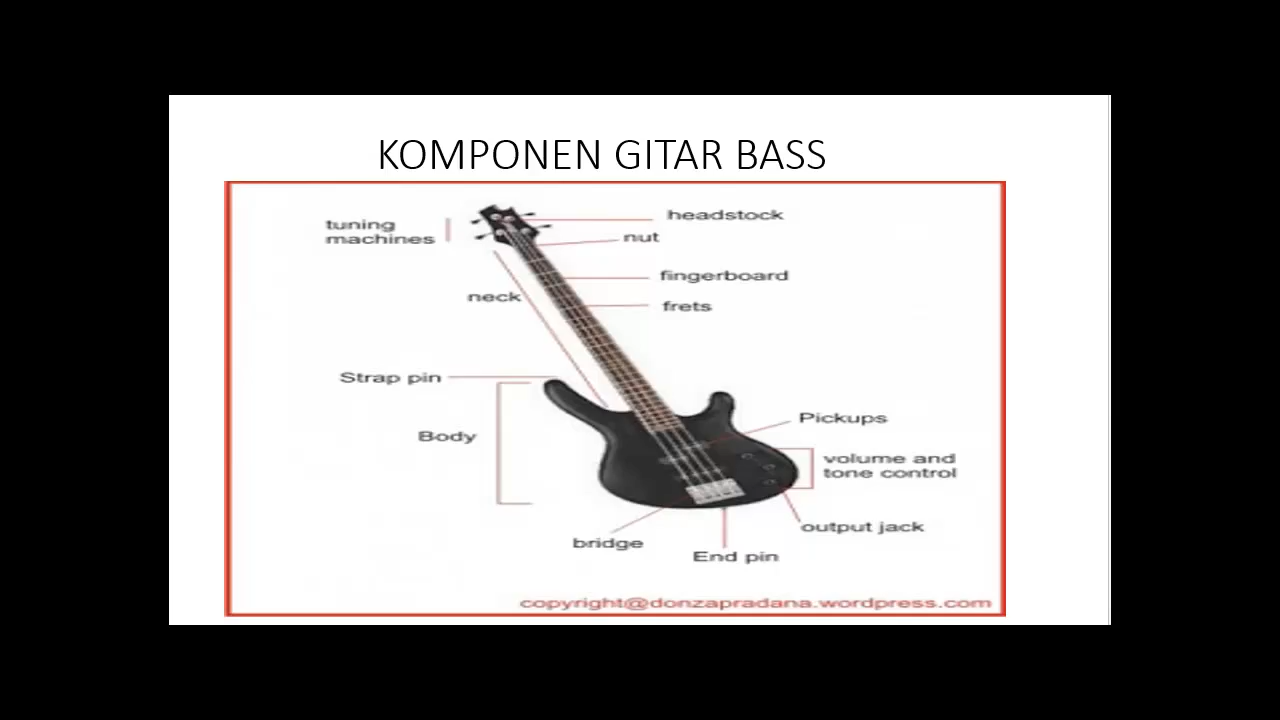 KOMPONEN GITAR BASS
tuning
machines
headstock
nut
fingerboard
neck
frets
Strap pin
Body
Pickups
volume and
tone control
output jack
bridge
End pin
copyright@donzapradana.wordpress.com